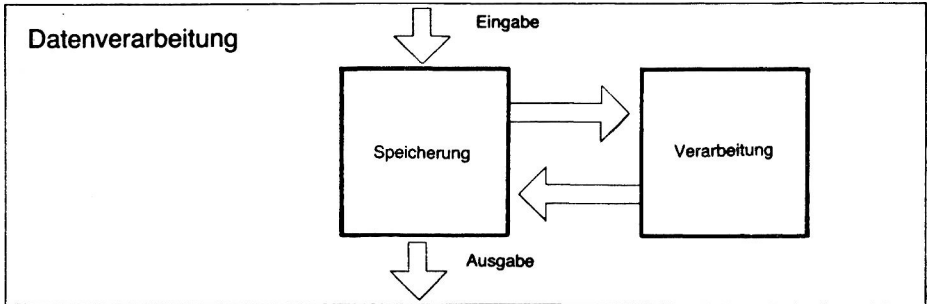 Datenverarbeitung
Eingabe
Speicherung
Verarbeitung
Ausgabe